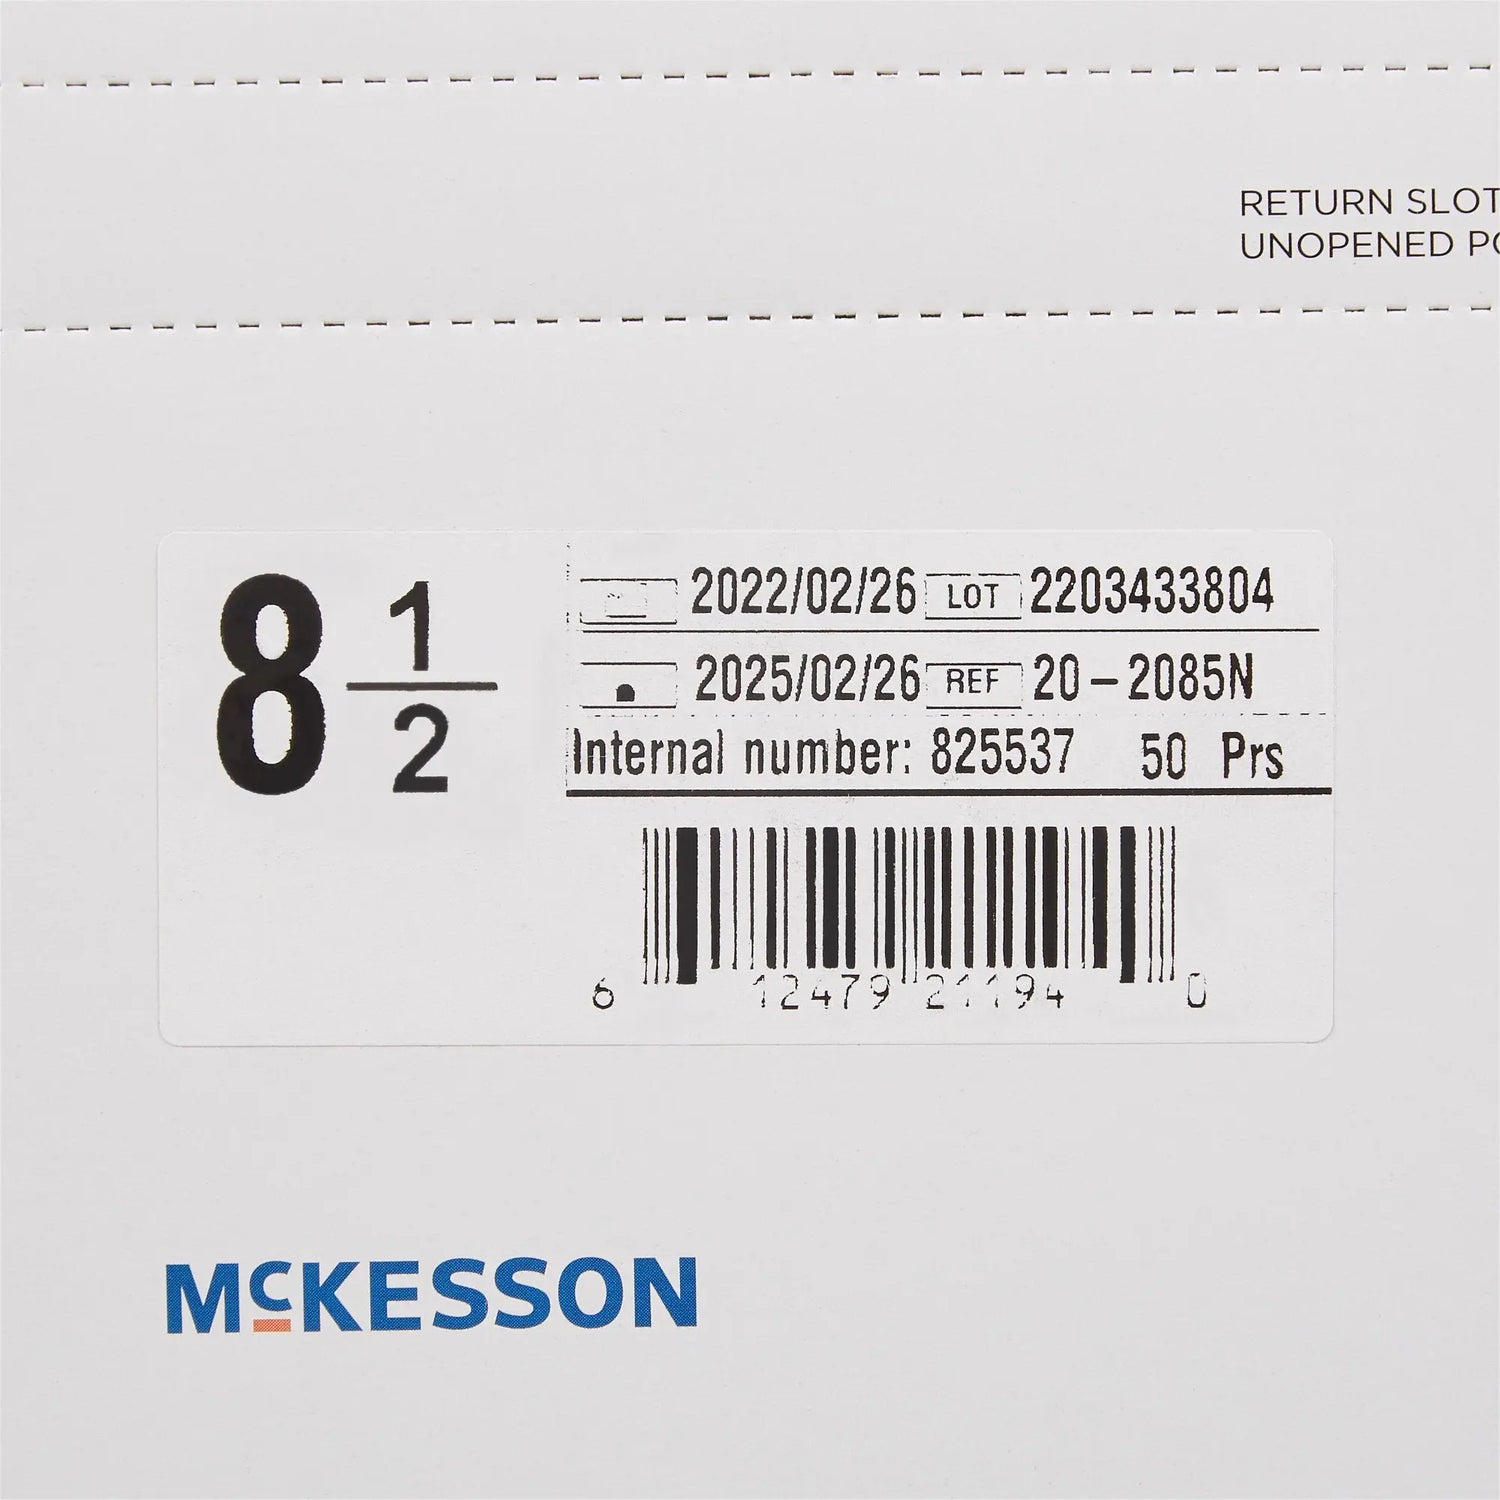 RETURN SLOT
UNOPENED PO
8 1/2
2022/02/26 LOT 2203433804
2025/02/26 REF 20-2085N
Internal number: 825537 50 Prs
6 12479 21194 0
McKESSON